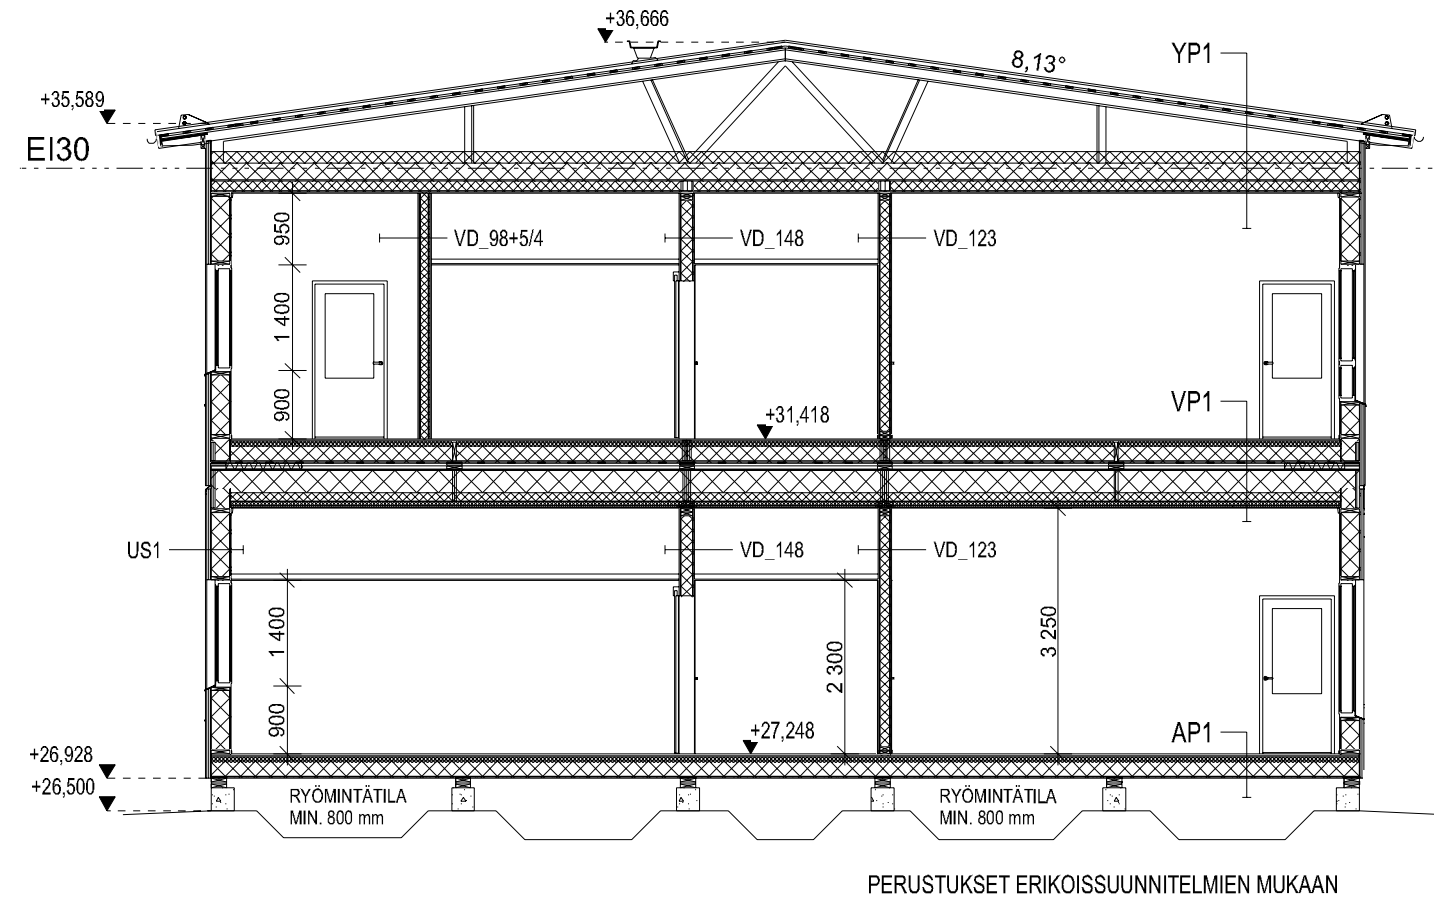 +36,666
8,13°
YP1
+35,589
EI30
950
VD_98+5/4
VD_148
VD_123
1 400
900
+31,418
VP1
US1
VD_148
VD_123
1 400
2 300
3 250
900
+27,248
AP1
+26,928
+26,500
RYÖMINTÄTILA
MIN. 800 mm
RYÖMINTÄTILA
MIN. 800 mm
PERUSTUKSET ERIKOISSUUNNITELMIEN MUKAAN